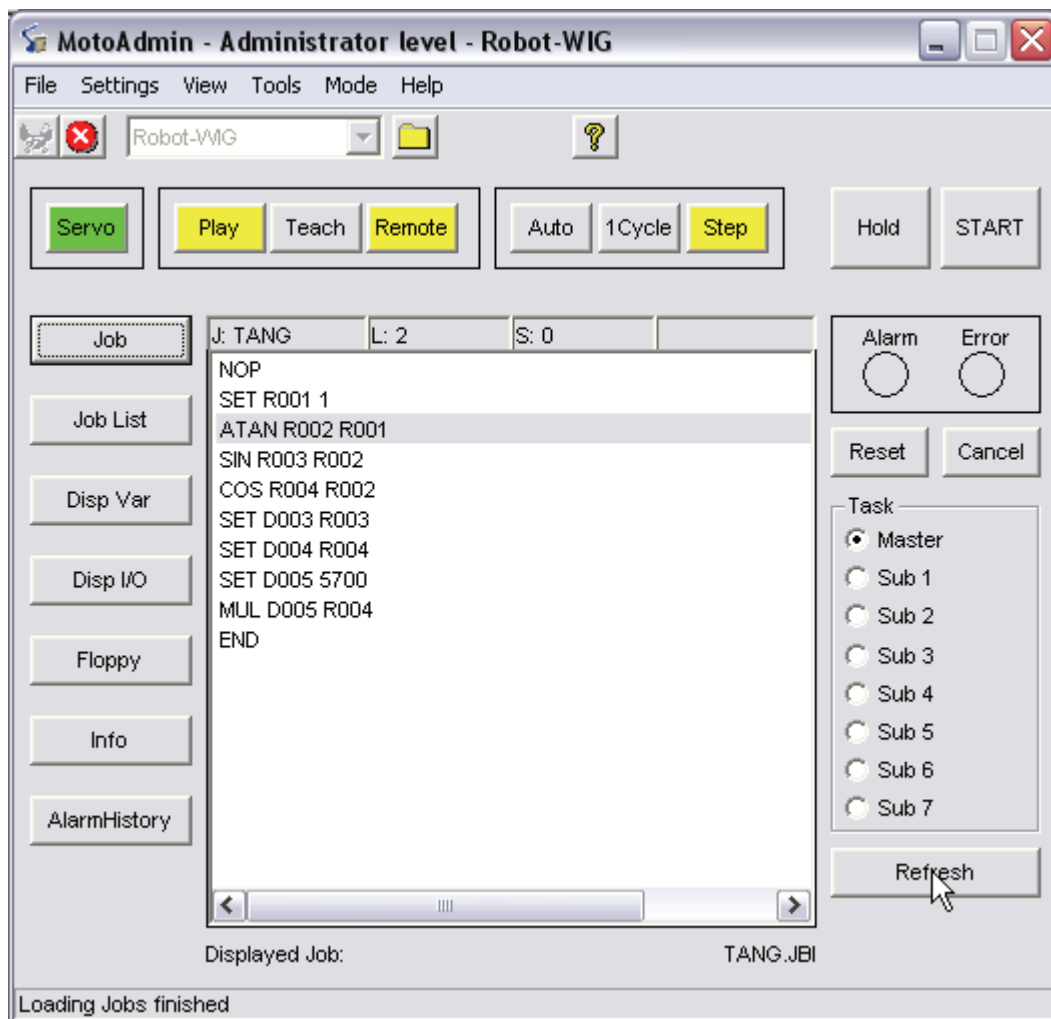 MotoAdmin - Administrator level - Robot-WIG
File Settings View Tools Mode Help
Robot-WIG
?
Servo Play Teach Remote Auto 1Cycle Step Hold START
Job
Job List
Disp Var
Disp I/O
Floppy
Info
AlarmHistory
J: TANG L: 2 S: 0
NOP
SET R001 1
ATAN R002 R001
SIN R003 R002
COS R004 R002
SET D003 R003
SET D004 R004
SET D005 5700
MUL D005 R004
END
Displayed Job: TANG.JBI
Alarm Error
Reset Cancel
Task
Master
Sub 1
Sub 2
Sub 3
Sub 4
Sub 5
Sub 6
Sub 7
Refresh
Loading Jobs finished